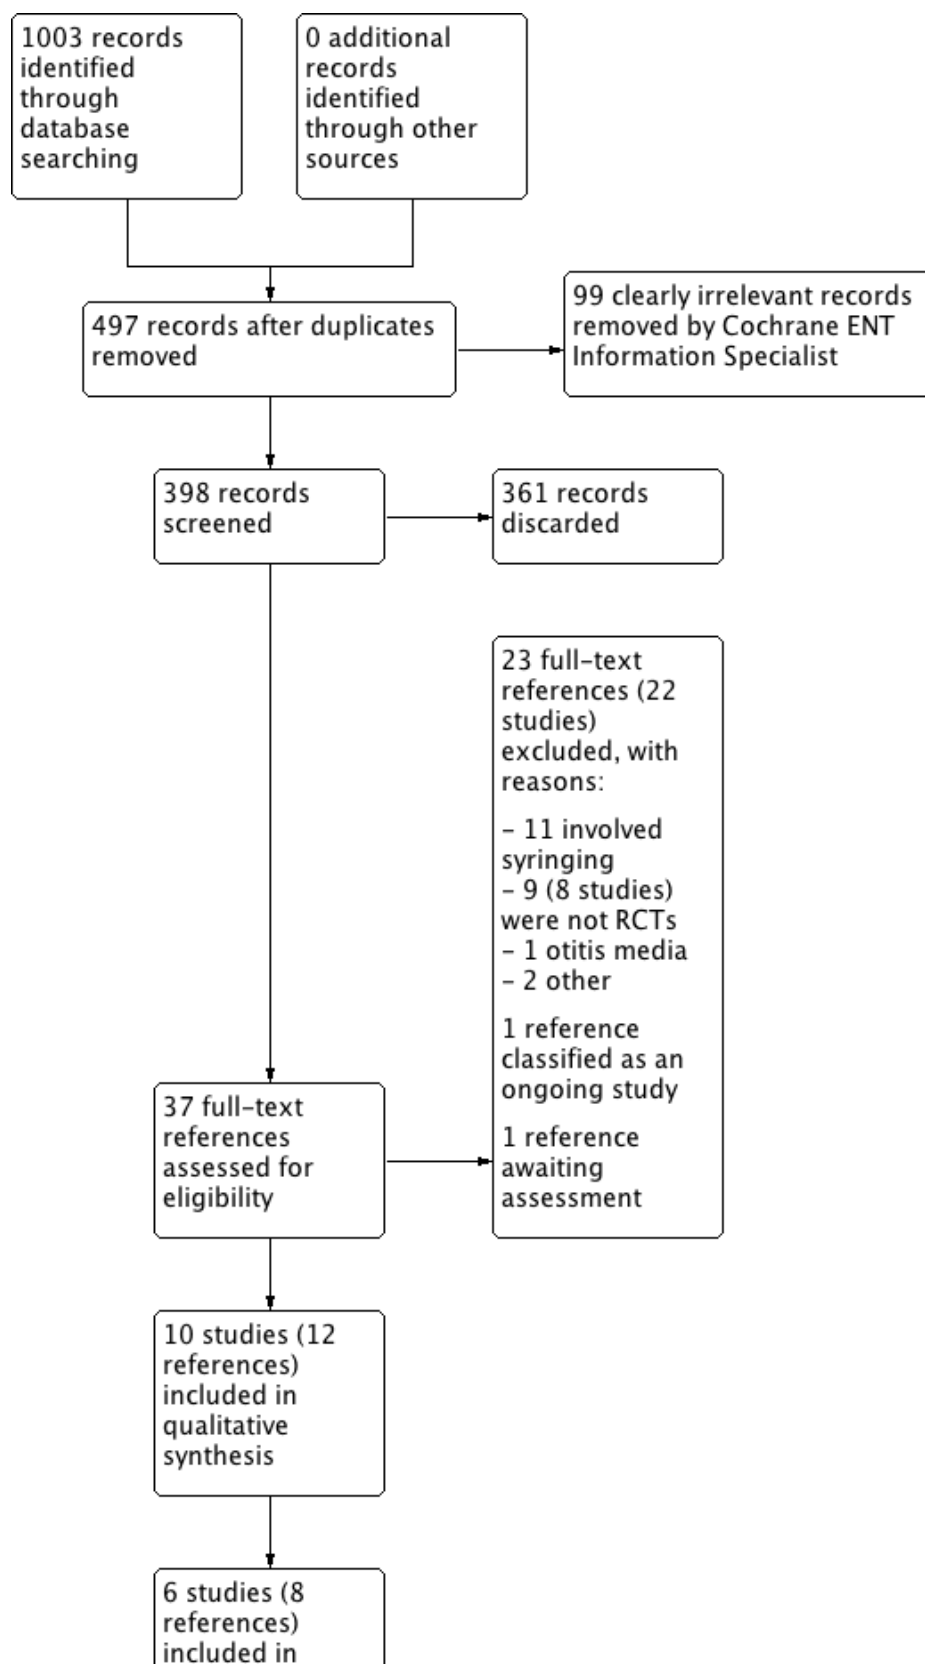 1003 records
identified
through
database
searching
0 additional
records
identified
through other
sources
497 records after duplicates
removed
99 clearly irrelevant records
removed by Cochrane ENT
Information Specialist
398 records
screened
361 records
discarded
23 full-text
references (22
studies)
excluded, with
reasons:
- 11 involved
syringing
- 9 (8 studies)
were not RCTs
- 1 otitis media
- 2 other
1 reference
classified as an
ongoing study
1 reference
awaiting
assessment
37 full-text
references
assessed for
eligibility
10 studies (12
references)
included in
qualitative
synthesis
6 studies (8
references)
included in